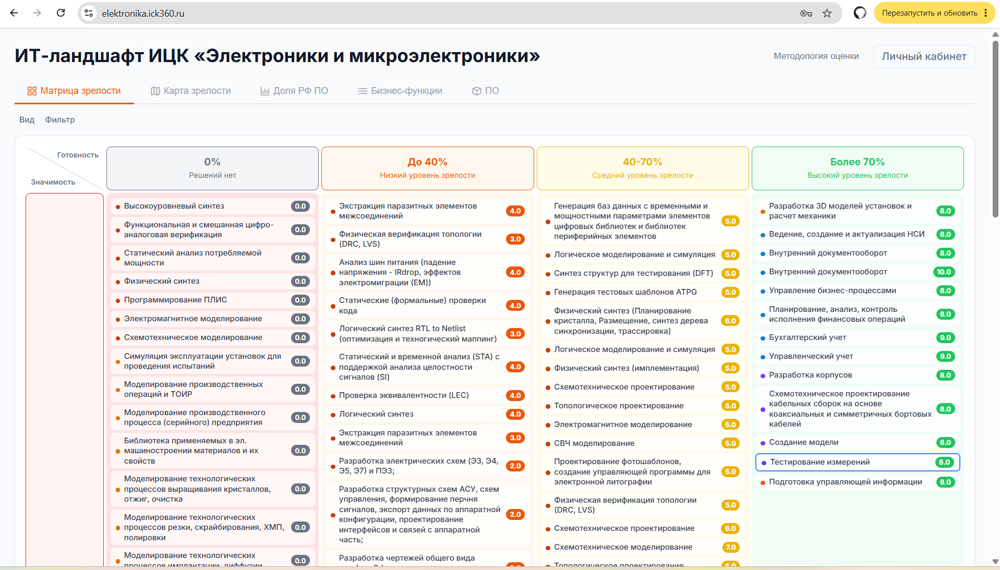 elektronika.ick360.ru
Перезапустить и обновить
ИТ-ландшафт ИЦК «Электроники и микроэлектроники»
Методология оценки
Личный кабинет
Матрица зрелости
Карта зрелости
Доля РФ ПО
Бизнес-функции
ПО
Вид
Фильтр
Готовность
Значимость
0%
Решений нет
До 40%
Низкий уровень зрелости
40-70%
Средний уровень зрелости
Более 70%
Высокий уровень зрелости
Высокоуровневый синтез
0.0
Функциональная и смешанная цифро-
аналоговая верификация
0.0
Статический анализ потребляемой
мощности
0.0
Физический синтез
0.0
Программирование ПЛИС
0.0
Электромагнитное моделирование
0.0
Схемотехническое моделирование
0.0
Симуляция эксплуатации установок для
проведения испытаний
0.0
Моделирование производственных
операций и ТОИР
0.0
Моделирование производственного
процесса (серийного) предприятия
0.0
Библиотека применяемых в эл.
машиностроении материалов и их
свойств
0.0
Моделирование технологических
процессов выращивания кристаллов,
отжиг, очистка
0.0
Моделирование технологических
процессов резки, скрайбирования, ХМП,
полировки
0.0
Моделирование технологических
процессов имплантации, диффузии
0.0
Экстракция паразитных элементов
межсоединений
4.0
Физическая верификация топологии
(DRC, LVS)
3.0
Анализ шин питания (падение
напряжения - IRdrop, эффектов
электромиграции (EM))
4.0
Статические (формальные) проверки
кода
4.0
Логический синтез RTL to Netlist
(оптимизация и техногический маппинг)
3.0
Статический и временной анализ (STA) с
поддержкой анализа целостности
сигналов (SI)
4.0
Проверка эквивалентности (LEC)
4.0
Логический синтез
4.0
Экстракция паразитных элементов
межсоединений
3.0
Разработка электрических схем (Э3, Э4,
Э5, Э7) и ПЭ3;
2.0
Разработка структурных схем АСУ, схем
управления, формирование перчня
сигналов, экспорт данных по аппаратной
конфигурации, проектирование
интерфейсов и связей с аппаратной
часть;
2.0
Разработка чертежей общего вида
Генерация баз данных с временными и
мощностными параметрами элементов
цифровых библиотек и библиотек
периферийных элементов
5.0
Логическое моделирование и симуляция
5.0
Синтез структур для тестирования (DFT)
5.0
Генерация тестовых шаблонов ATPG
5.0
Физический синтез (Планирование
кристалла, Размещение, синтез дерева
синхронизации, трассировка)
6.0
Логическое моделирование и симуляция
5.0
Физический синтез (имплементация)
5.0
Схемотехническое проектирование
5.0
Топологическое проектирование
5.0
Электромагнитное моделирование
5.0
СВЧ моделирование
5.0
Проектирование фотошаблонов,
создание управляющей программы для
электронной литографии
5.0
Физическая верификация топологии
(DRC, LVS)
5.0
Схемотехническое проектирование
6.0
Схемотехническое моделирование
7.0
Топологическое проектирование
5.0
Разработка 3D моделей установок и
расчет механики
8.0
Ведение, создание и актуализация НСИ
8.0
Внутренний документооборот
8.0
Внутренний документооборот
10.0
Управление бизнес-процессами
8.0
Планирование, анализ, контроль
исполнения финансовых операций
8.0
Бухгалтерский учет
9.0
Управленческий учет
9.0
Разработка корпусов
8.0
Схемотехническое проектирование
кабельных сборок на основе
коаксиальных и симметричных бортовых
кабелей
8.0
Создание модели
8.0
Тестирование измерений
8.0
Подготовка управляющей информации
8.0